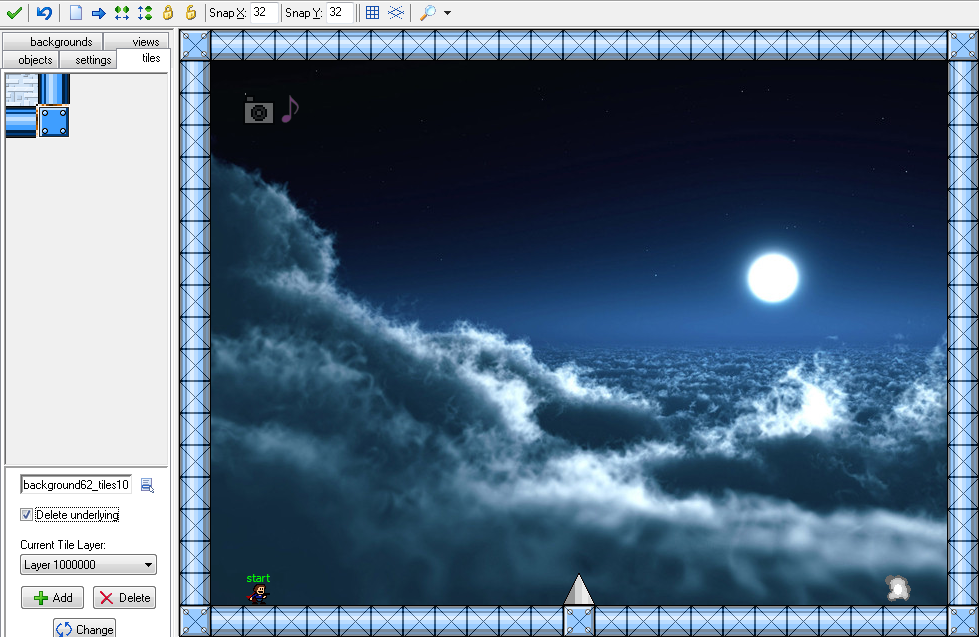 Snap X: 32 Snap Y: 32
backgrounds views
objects settings tiles
background62_tiles10
Delete underlying
Current Tile Layer:
Layer 1000000
Add Delete
Change
start